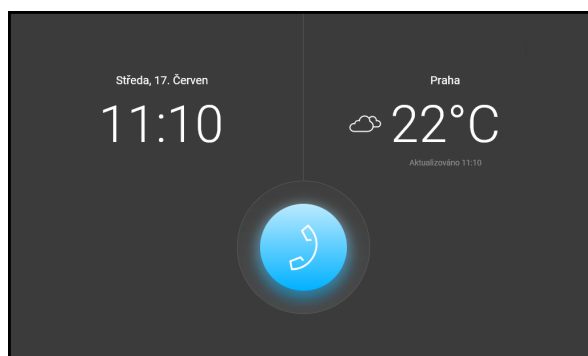 Středa, 17. Červen
11:10
Praha
22°C
Aktualizováno 11:10